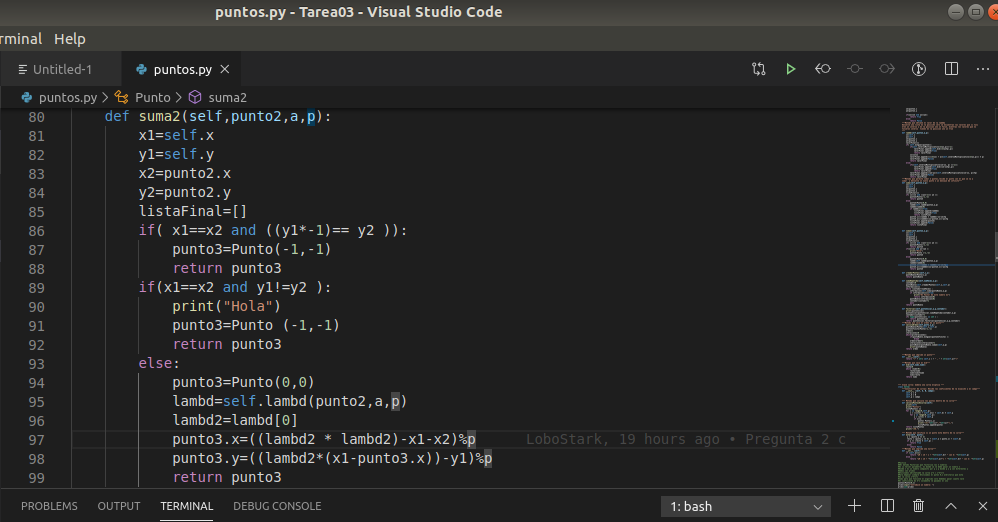 puntos.py - Tarea03 - Visual Studio Code
rminal Help
Untitled-1 puntos.py
puntos.py > Punto > suma2
80 def suma2(self,punto2,a,p):
81 x1=self.x
82 y1=self.y
83 x2=punto2.x
84 y2=punto2.y
85 listaFinal=[]
86 if( x1==x2 and ((y1*-1)== y2 )):
87 punto3=Punto(-1,-1)
88 return punto3
89 if(x1==x2 and y1!=y2 ):
90 print("Hola")
91 punto3=Punto (-1,-1)
92 return punto3
93 else:
94 punto3=Punto(0,0)
95 lambd=self.lambd(punto2,a,p)
96 lambd2=lambd[0]
97 punto3.x=((lambd2 * lambd2)-x1-x2)%p LoboStark, 19 hours ago • Pregunta 2 c
98 punto3.y=((lambd2*(x1-punto3.x))-y1)%p
99 return punto3
PROBLEMS OUTPUT TERMINAL DEBUG CONSOLE 1: bash